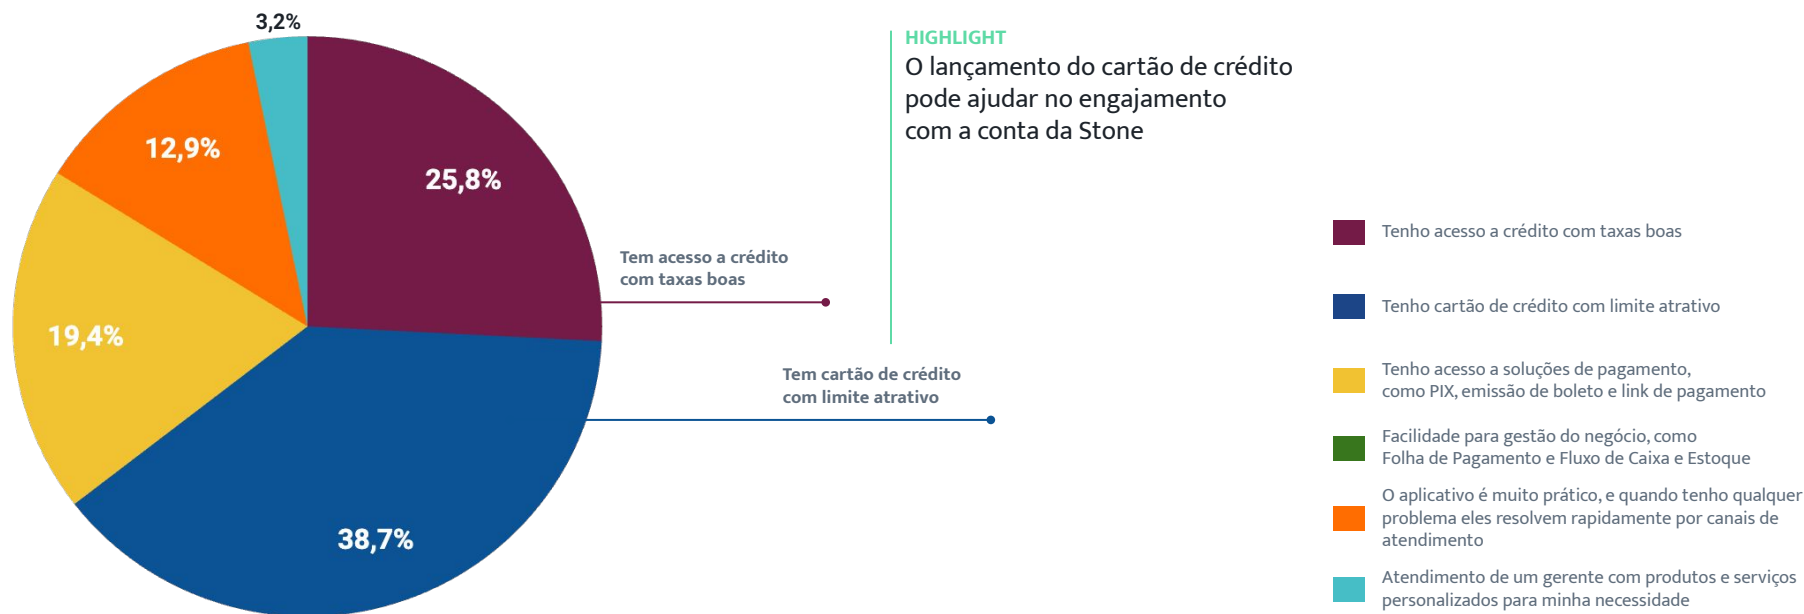 3,2%
12,9%
25,8%
19,4%
38,7%
Tem acesso a crédito
com taxas boas
Tem cartão de crédito
com limite atrativo
HIGHLIGHT
O lançamento do cartão de crédito
pode ajudar no engajamento
com a conta da Stone
Tenho acesso a crédito com taxas boas
Tenho cartão de crédito com limite atrativo
Tenho acesso a soluções de pagamento,
como PIX, emissão de boleto e link de pagamento
Facilidade para gestão do negócio, como
Folha de Pagamento e Fluxo de Caixa e Estoque
O aplicativo é muito prático, e quando tenho qualquer
problema eles resolvem rapidamente por canais de
atendimento
Atendimento de um gerente com produtos e serviços
personalizados para minha necessidade